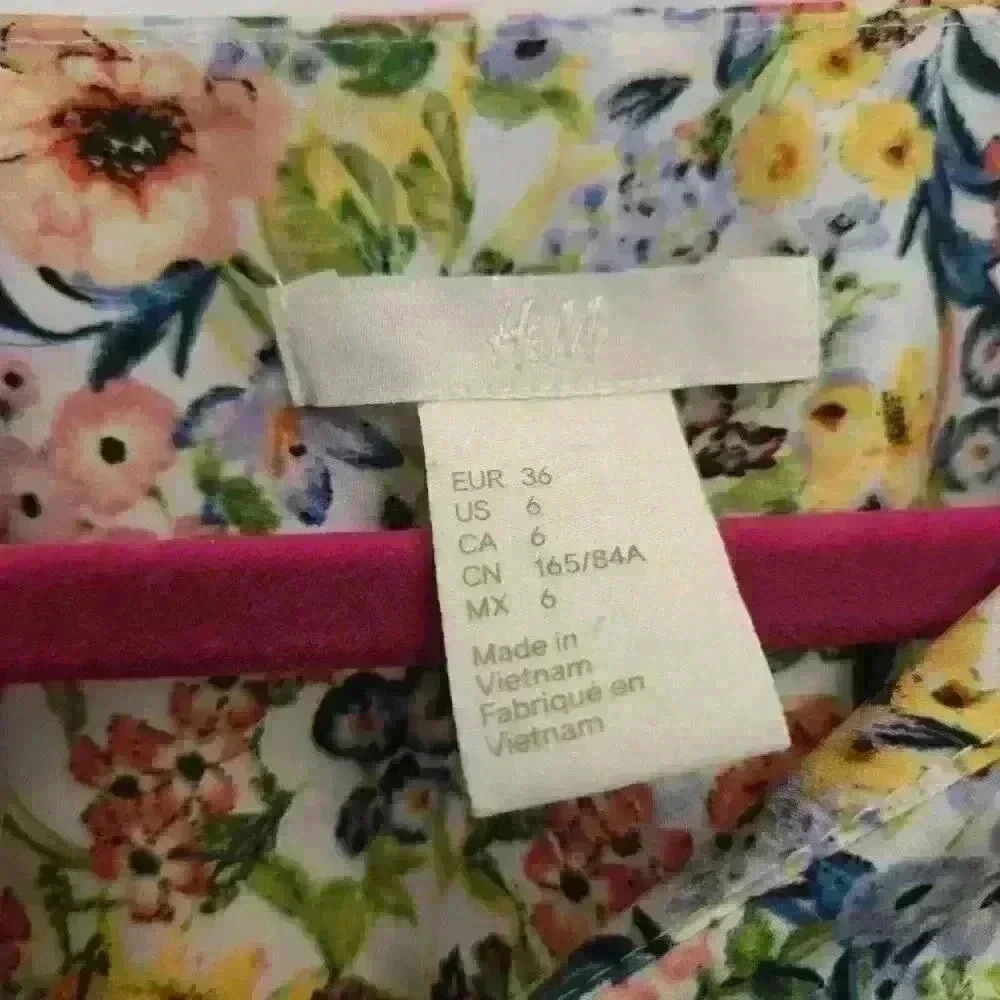 H&M
EUR 36
US 6
CA 6
CN 165/84A
MX 6
Made in
Vietnam
Fabriqué en
Vietnam